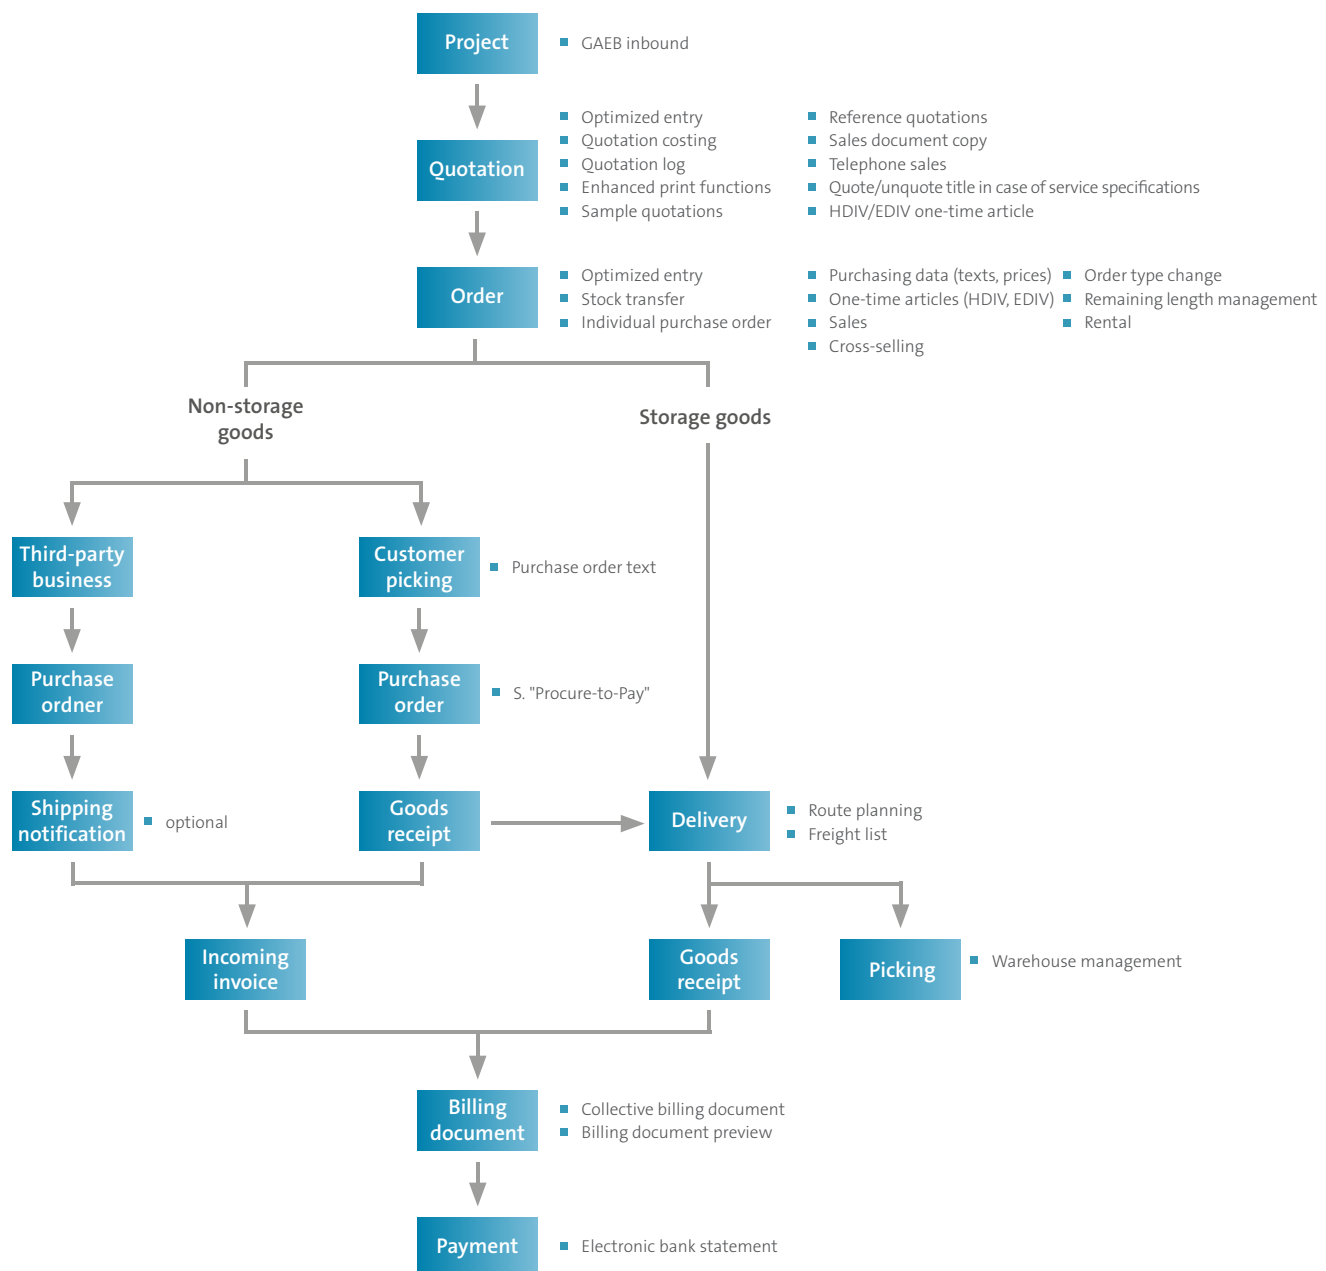 Project
GAEB inbound
Quotation
Optimized entry
Quotation costing
Quotation log
Enhanced print functions
Sample quotations
Reference quotations
Sales document copy
Telephone sales
Quote/unquote title in case of service specifications
HDIV/EDIV one-time article
Order
Optimized entry
Stock transfer
Individual purchase order
Purchasing data (texts, prices)
One-time articles (HDIV, EDIV)
Sales
Cross-selling
Order type change
Remaining length management
Rental
Non-storage
goods
Storage goods
Third-party
business
Customer
picking
Purchase order text
Purchase
ordner
Purchase
order
S. "Procure-to-Pay"
Shipping
notification
optional
Goods
receipt
Delivery
Route planning
Freight list
Incoming
invoice
Goods
receipt
Picking
Warehouse management
Billing
document
Collective billing document
Billing document preview
Payment
Electronic bank statement